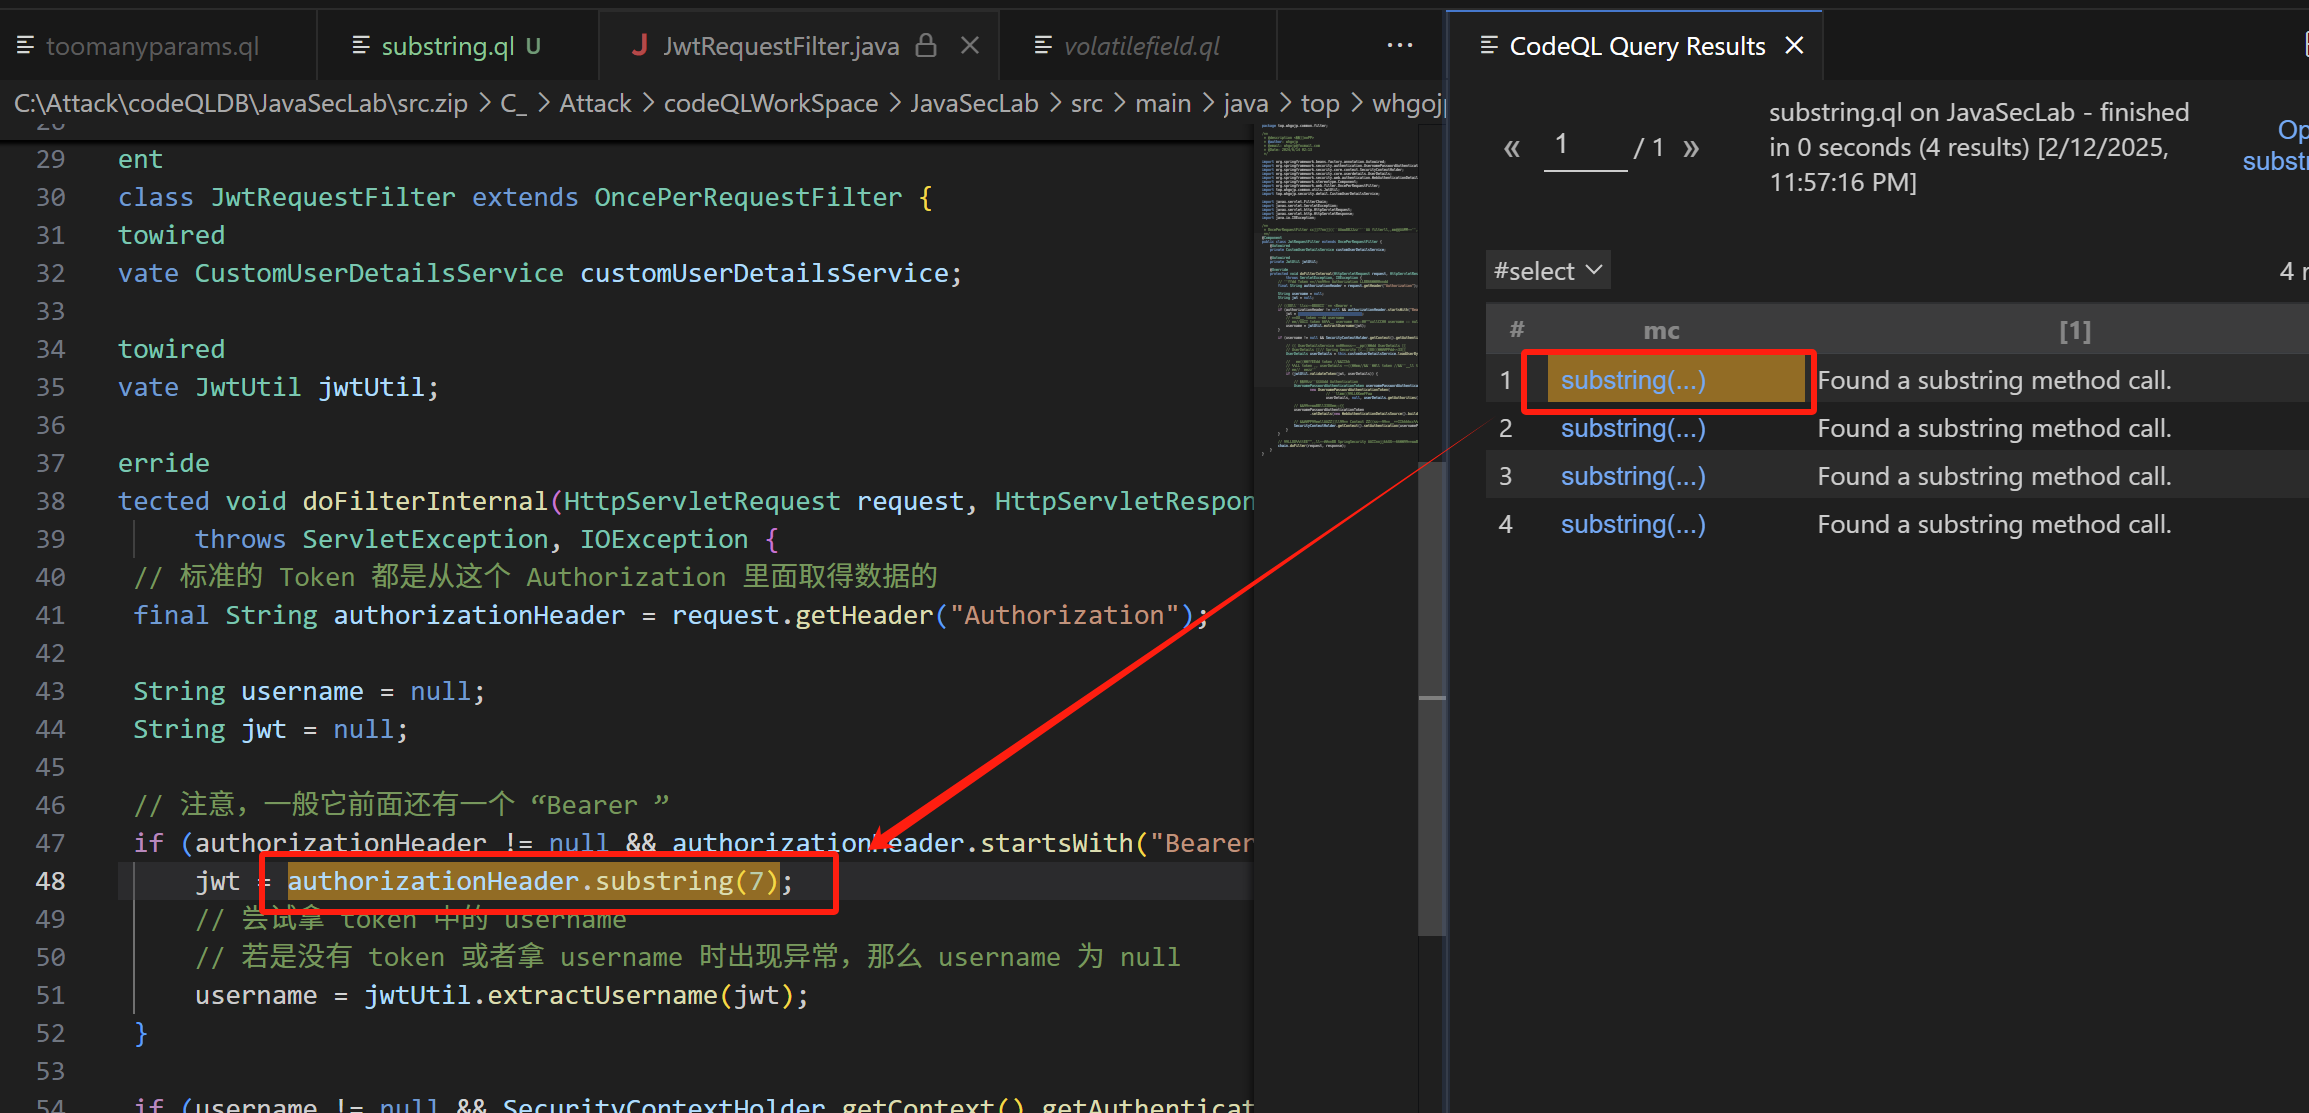 toomanyparams.ql
substring.ql U
JwtRequestFilter.java
volatilefield.ql
...
C:\Attack\codeQLDB\JavaSecLab\src.zip > C_ > Attack > codeQLWorkSpace > JavaSecLab > src > main > java > top > whgojp
29 ent
30 class JwtRequestFilter extends OncePerRequestFilter {
31 towired
32 vate CustomUserDetailsService customUserDetailsService;
33
34 towired
35 vate JwtUtil jwtUtil;
36
37 erride
38 tected void doFilterInternal(HttpServletRequest request, HttpServletRespon
39 throws ServletException, IOException {
40 // 标准的 Token 都是从这个 Authorization 里面取得数据的
41 final String authorizationHeader = request.getHeader("Authorization");
42
43 String username = null;
44 String jwt = null;
45
46 // 注意，一般它前面还有一个 “Bearer ”
47 if (authorizationHeader != null && authorizationHeader.startsWith("Bearer
48 jwt = authorizationHeader.substring(7);
49 // 尝试拿 token 中的 username
50 // 若是没有 token 或者拿 username 时出现异常，那么 username 为 null
51 username = jwtUtil.extractUsername(jwt);
52 }
53
54 if (username != null && SecurityContextHolder.getContext().getAuthenticat
CodeQL Query Results
« 1 / 1 »
substring.ql on JavaSecLab - finished
in 0 seconds (4 results) [2/12/2025,
11:57:16 PM]
Op
substr
#select
4 r
# mc [1]
1 substring(...) Found a substring method call.
2 substring(...) Found a substring method call.
3 substring(...) Found a substring method call.
4 substring(...) Found a substring method call.